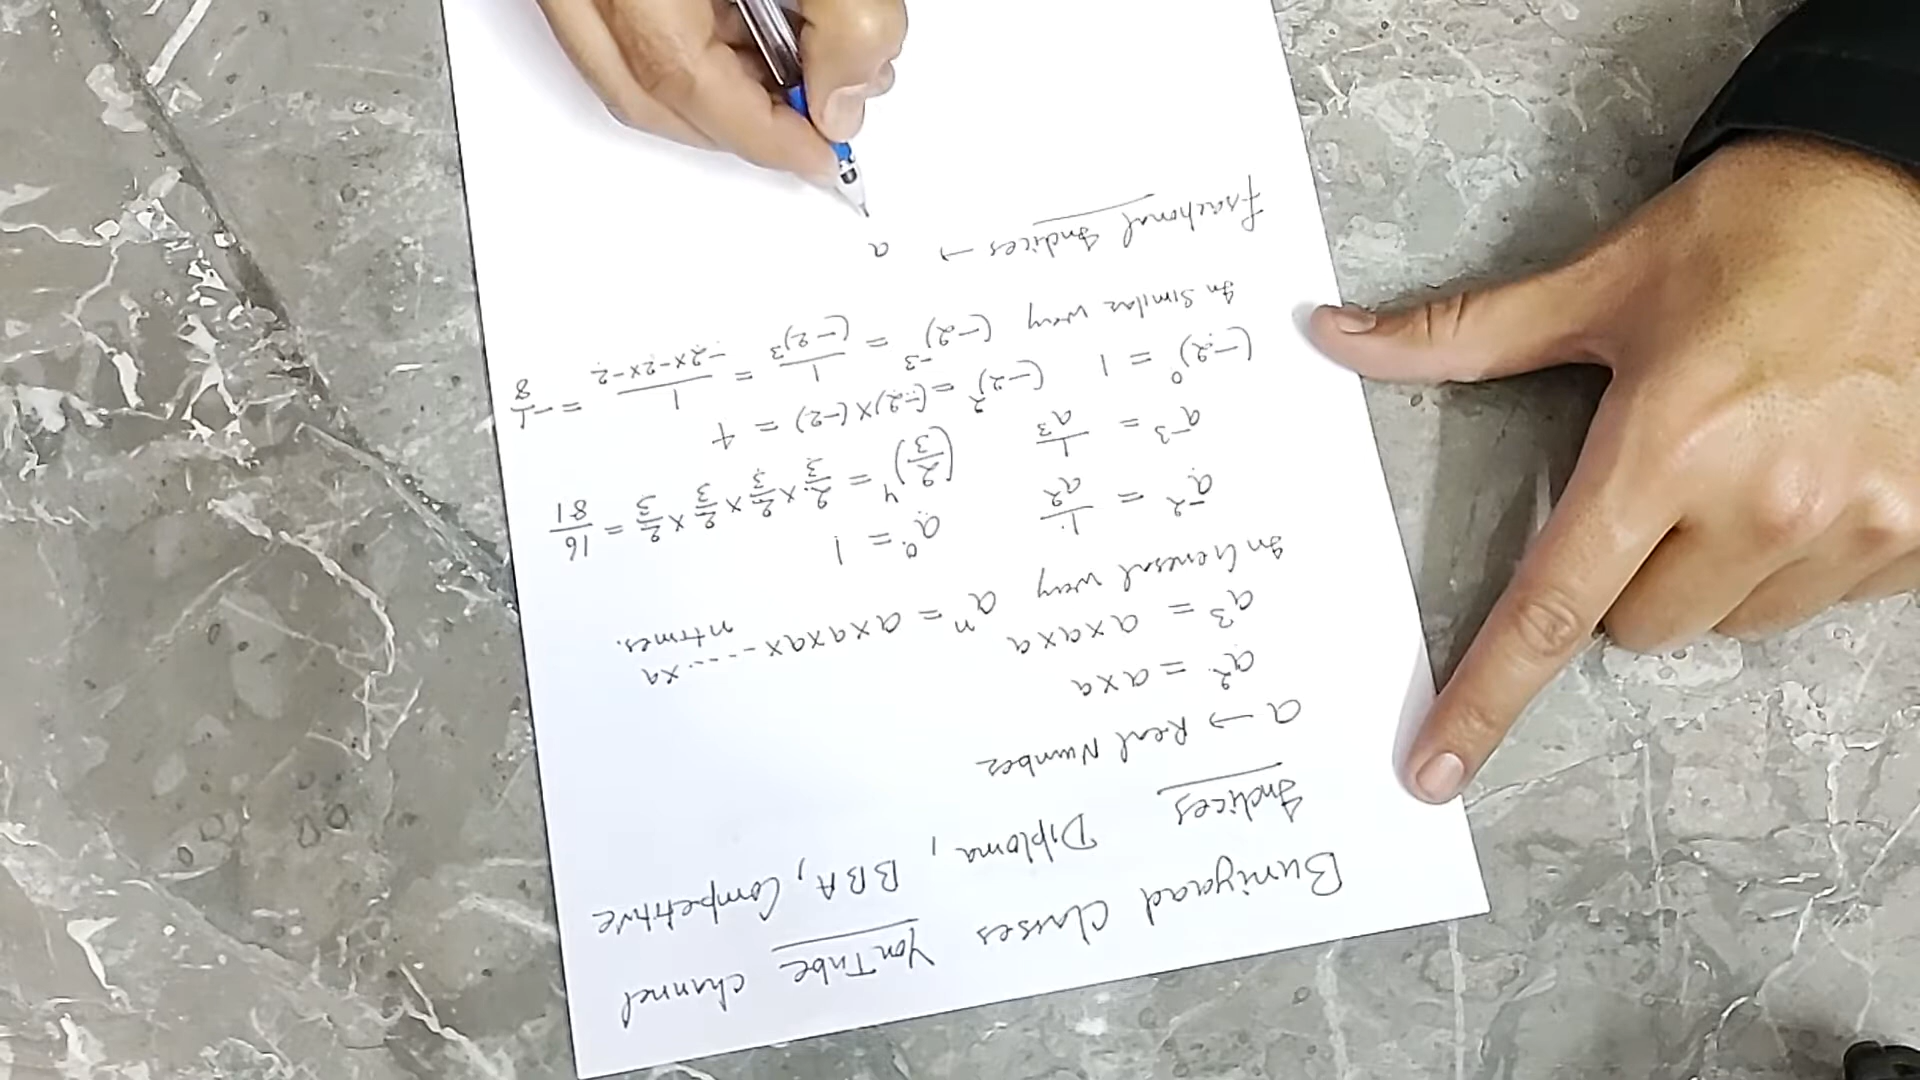 Buniyaad Classes YouTube channel
Indices Diploma, BBA, Competitive
a → Real Number
a² = a×a
a³ = a×a×a
In General way aⁿ = a×a×a×-....×a
n times.
a⁻² = 1/a² a⁰ = 1
a⁻³ = 1/a³ (2/3)⁴ = 2/3 × 2/3 × 2/3 × 2/3 = 16/81
(-2)⁰ = 1 (-2)² = (-2)×(-2) = 4
In Similar way (-2)⁻³ = 1/(-2)³ = 1/-2×-2×-2 = -1/8
fractional Indices → a